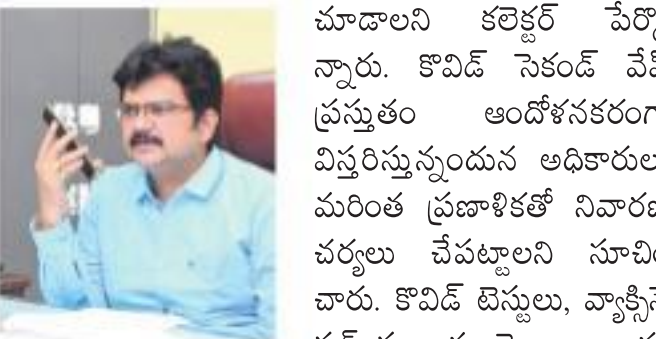 చూడాలని కలెక్టర్ పేర్కొ
న్నారు. కొవిడ్ సెకండ్ వేవ్
ప్రస్తుతం ఆందోళనకరంగా
విస్తరిస్తున్నందున అధికారులు
మరింత ప్రణాళికతో నివారణ
చర్యలు చేపట్టాలని సూచిం
చారు. కొవిడ్ టెస్టులు, వ్యాక్సినే